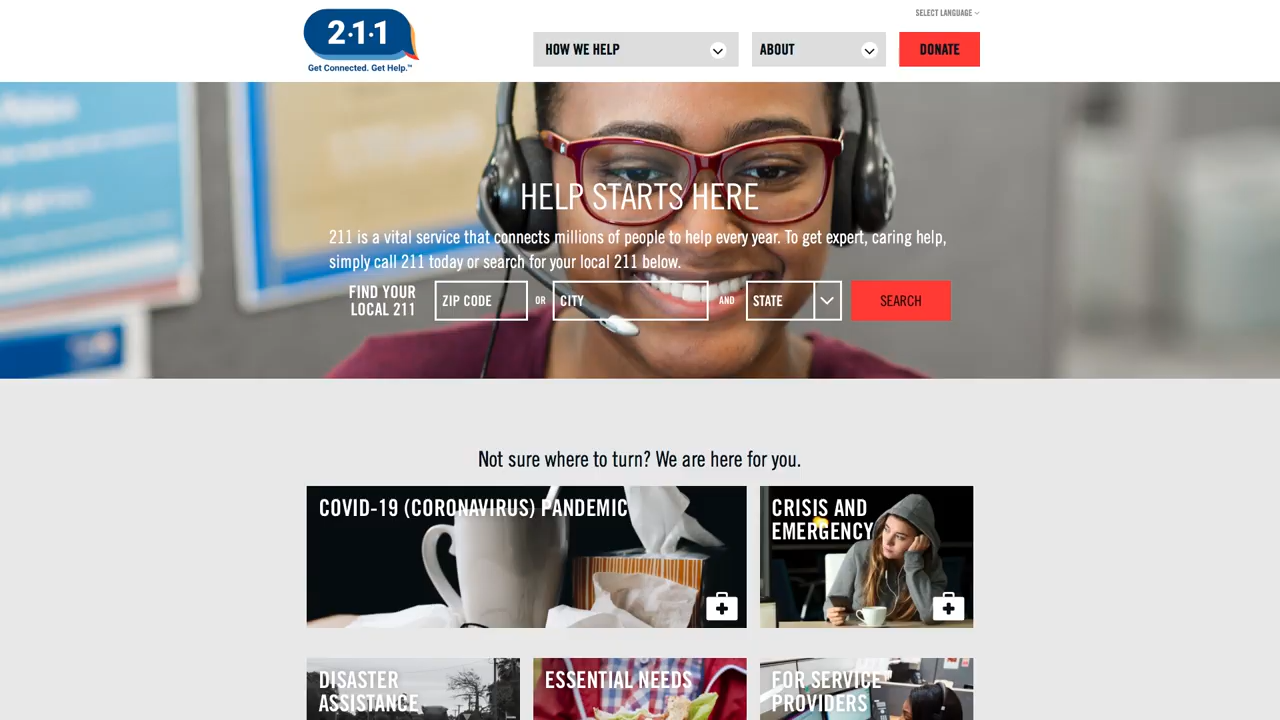 SELECT LANGUAGE
2·1·1
Get Connected. Get Help.™
HOW WE HELP
ABOUT
DONATE
HELP STARTS HERE
211 is a vital service that connects millions of people to help every year. To get expert, caring help,
simply call 211 today or search for your local 211 below.
FIND YOUR
LOCAL 211
ZIP CODE
OR
CITY
AND
STATE
SEARCH
Not sure where to turn? We are here for you.
COVID-19 (CORONAVIRUS) PANDEMIC
CRISIS AND
EMERGENCY
DISASTER
ASSISTANCE
ESSENTIAL NEEDS
FOR SERVICE
PROVIDERS